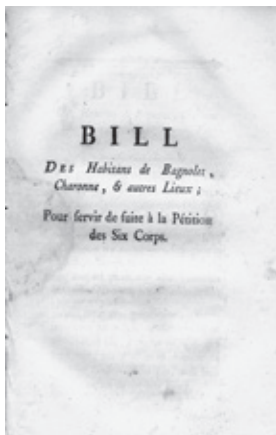 BILL
DES Habitans de Bagnolet,
Charonne, & autres Lieux;
Pour servir de suite à la Pétition
des Six Corps.